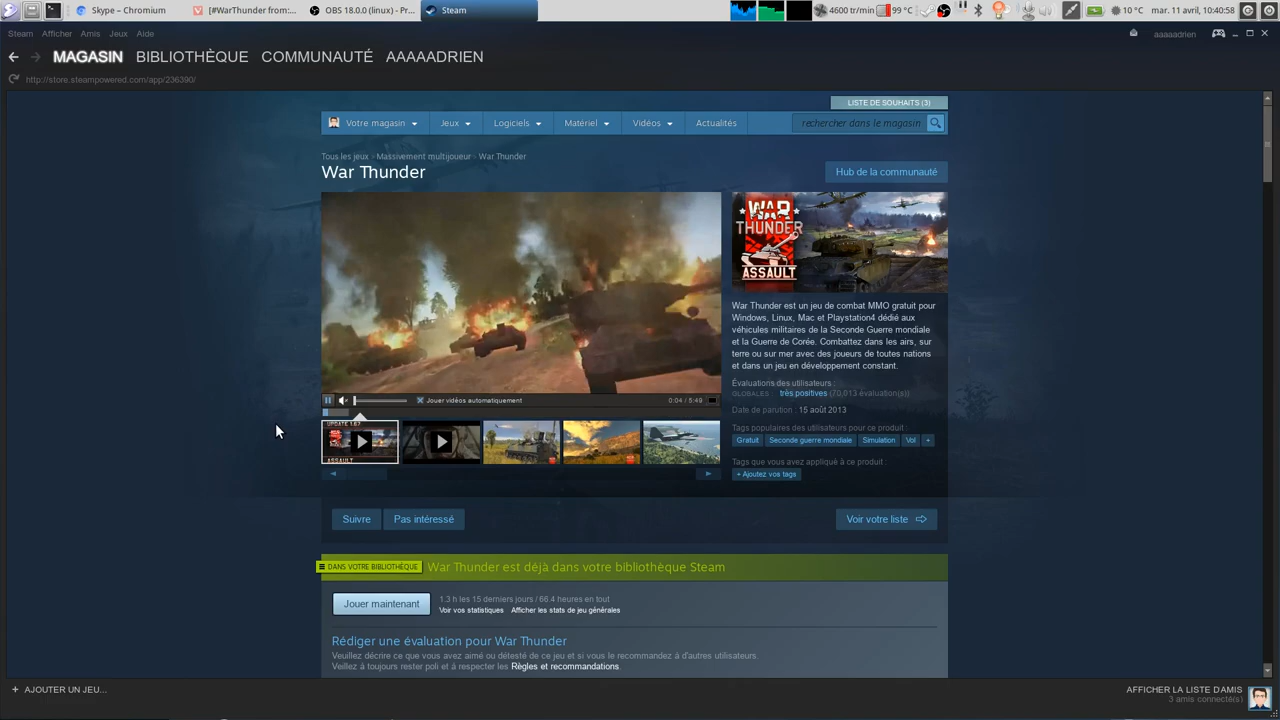 Skype – Chromium
[#WarThunder from:...
OBS 18.0.0 (linux) - Pr...
Steam
4600 tr/min
99 °C
10 °C
mar. 11 avril, 10:40:58
Steam Afficher Amis Jeux Aide
aaaaadrien
MAGASIN BIBLIOTHÈQUE COMMUNAUTÉ AAAAADRIEN
http://store.steampowered.com/app/236390/
LISTE DE SOUHAITS (3)
Votre magasin Jeux Logiciels Matériel Vidéos Actualités rechercher dans le magasin
Tous les jeux > Massivement multijoueur > War Thunder
War Thunder
Hub de la communauté
WAR
THUNDER
ASSAULT
War Thunder est un jeu de combat MMO gratuit pour
Windows, Linux, Mac et Playstation4 dédié aux
véhicules militaires de la Seconde Guerre mondiale
et la Guerre de Corée. Combattez dans les airs, sur
terre ou sur mer avec des joueurs de toutes nations
et dans un jeu en développement constant.
Évaluations des utilisateurs :
GLOBALES : très positives (70,013 évaluation(s))
Date de parution : 15 août 2013
Tags populaires des utilisateurs pour ce produit :
Gratuit Seconde guerre mondiale Simulation Vol +
Tags que vous avez appliqué à ce produit :
+ Ajoutez vos tags
Jouer vidéos automatiquement
0:04 / 5:49
UPDATE 1.67
ASSAULT
Suivre Pas intéressé Voir votre liste
DANS VOTRE BIBLIOTHÈQUE War Thunder est déjà dans votre bibliothèque Steam
Jouer maintenant
1.3 h les 15 derniers jours / 66.4 heures en tout
Voir vos statistiques Afficher les stats de jeu générales
Rédiger une évaluation pour War Thunder
Veuillez décrire ce que vous avez aimé ou détesté de ce jeu et si vous le recommandez à d'autres utilisateurs.
Veillez à toujours rester poli et à respecter les Règles et recommandations.
+ AJOUTER UN JEU...
AFFICHER LA LISTE D'AMIS
3 amis connecté(s)